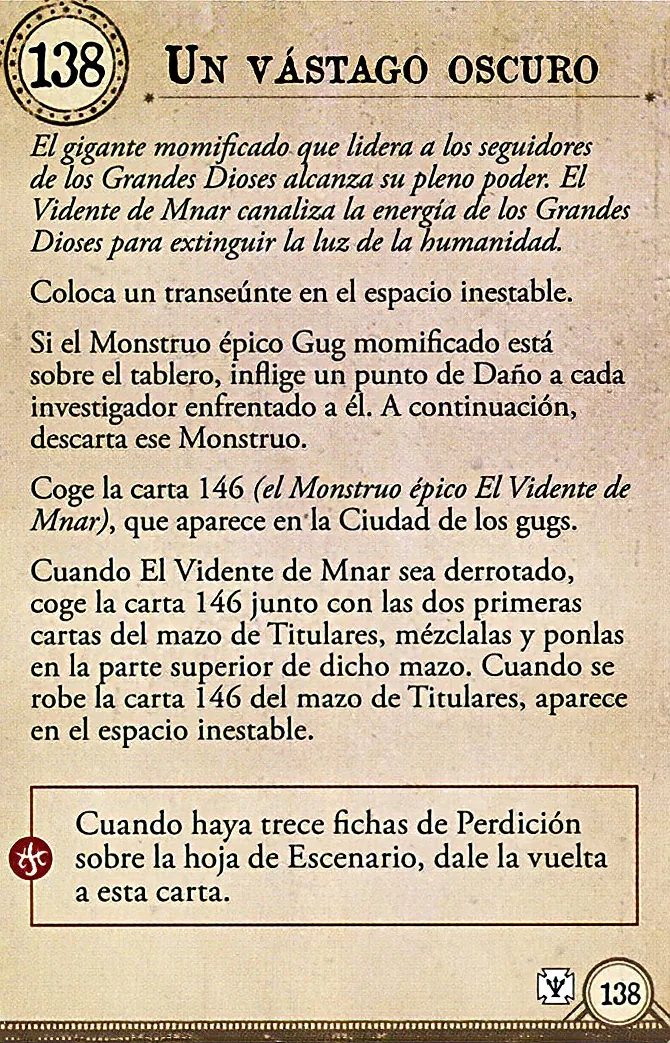 138
Un vástago oscuro
El gigante momificado que lidera a los seguidores
de los Grandes Dioses alcanza su pleno poder. El
Vidente de Mnar canaliza la energía de los Grandes
Dioses para extinguir la luz de la humanidad.
Coloca un transeúnte en el espacio inestable.
Si el Monstruo épico Gug momificado está
sobre el tablero, inflige un punto de Daño a cada
investigador enfrentado a él. A continuación,
descarta ese Monstruo.
Coge la carta 146 (el Monstruo épico El Vidente de
Mnar), que aparece en la Ciudad de los gugs.
Cuando El Vidente de Mnar sea derrotado,
coge la carta 146 junto con las dos primeras
cartas del mazo de Titulares, mézclalas y ponlas
en la parte superior de dicho mazo. Cuando se
robe la carta 146 del mazo de Titulares, aparece
en el espacio inestable.
Cuando haya trece fichas de Perdición
sobre la hoja de Escenario, dale la vuelta
a esta carta.
138